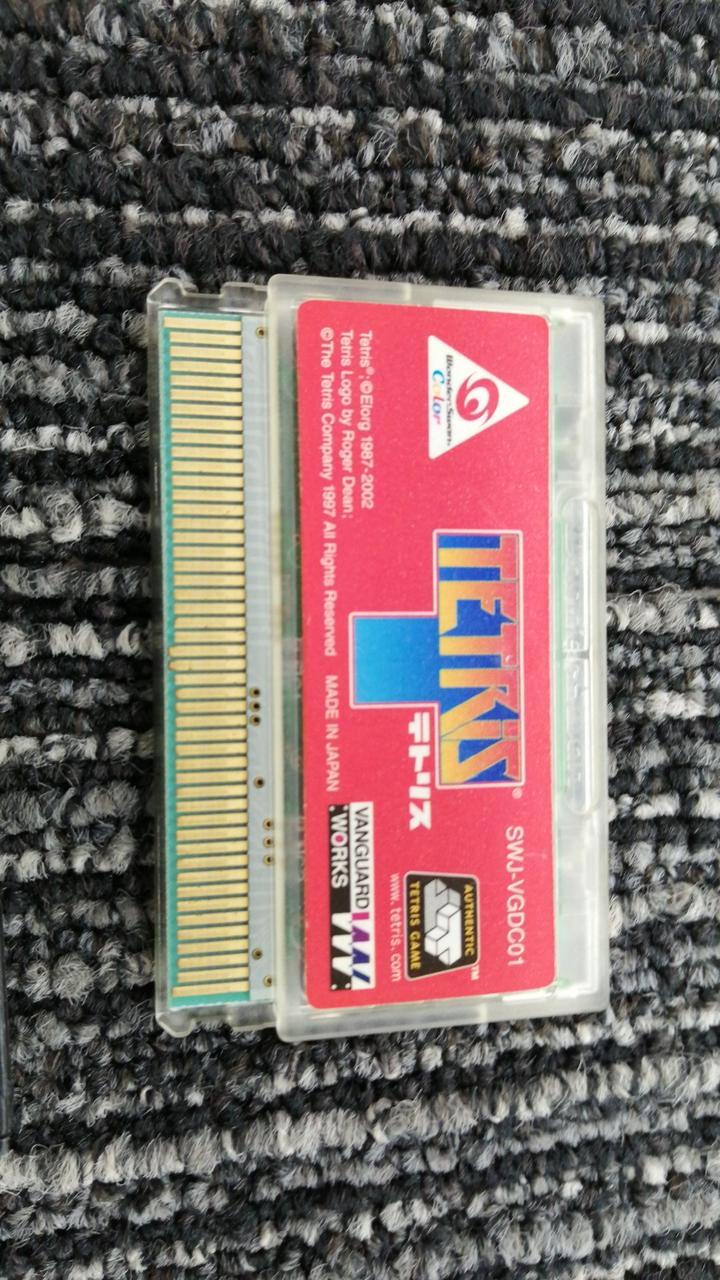 SWJ-VGDC01
WonderSwan
Color
TETRIS®
テトリス
AUTHENTIC
TETRIS GAME
™
www.tetris.com
Tetris®;©Elorg 1987-2002
Tetris Logo by Roger Dean;
©The Tetris Company 1997 All Rights Reserved MADE IN JAPAN
VANGUARD
WORKS